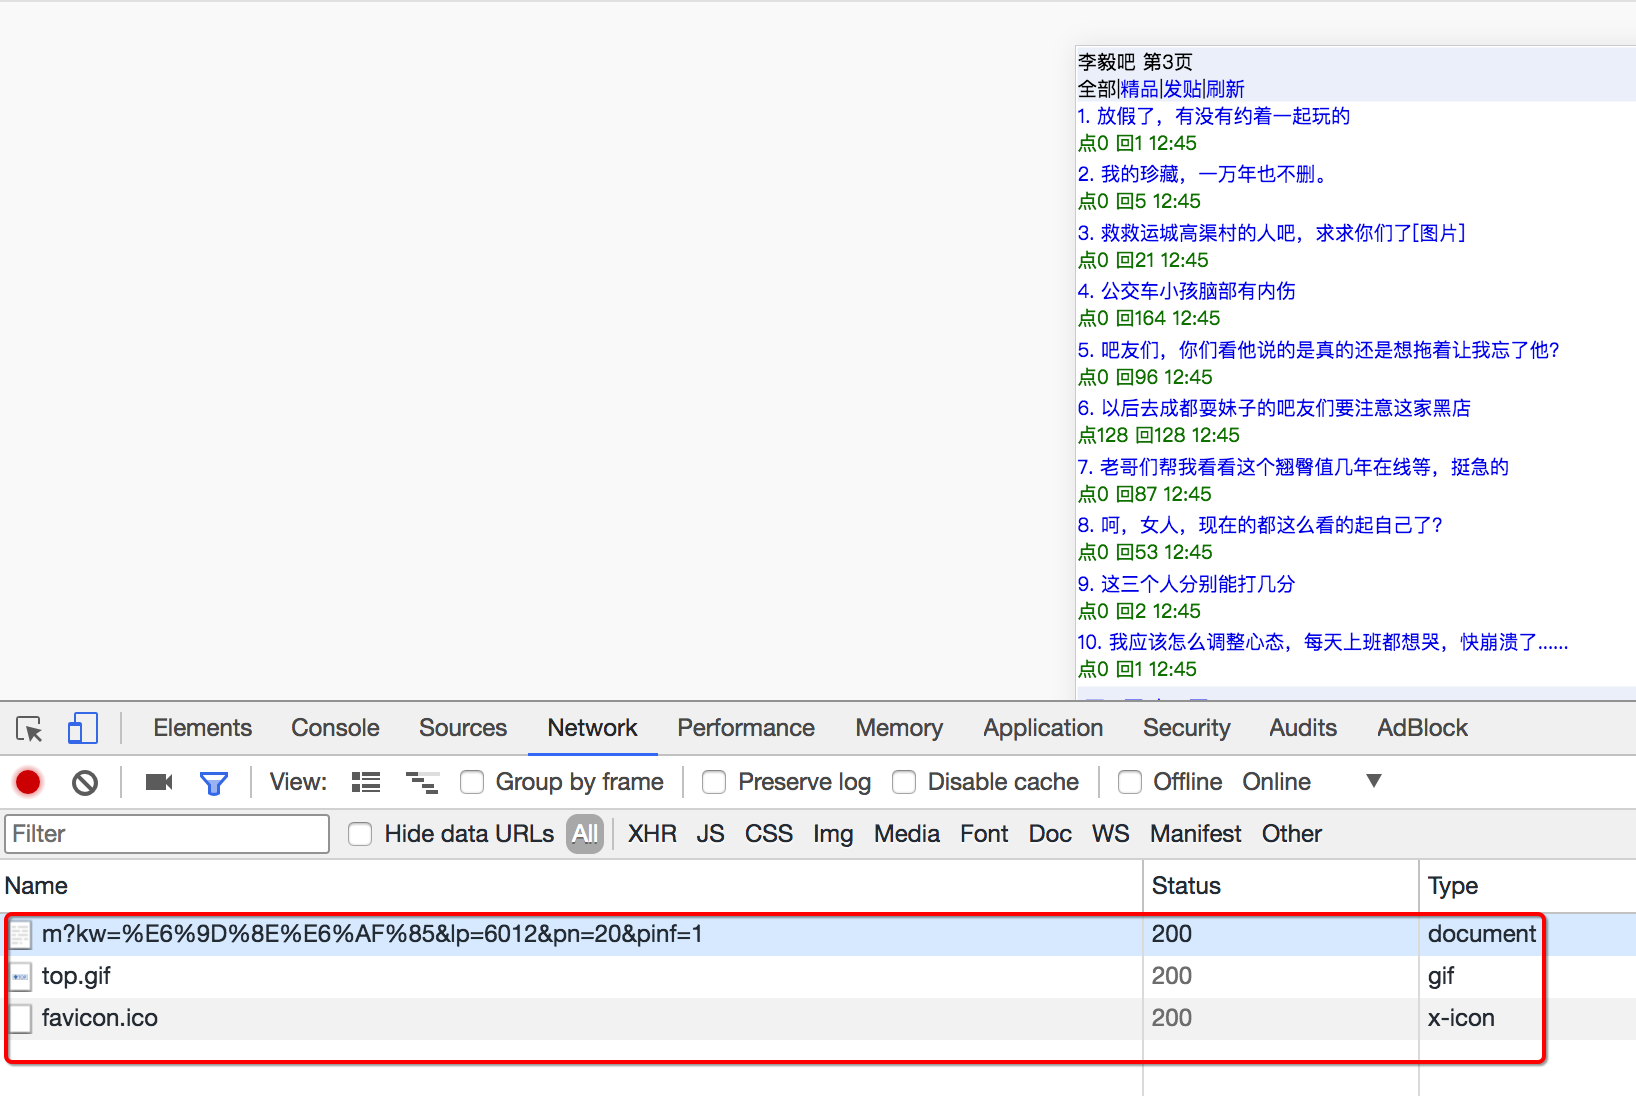 李毅吧 第3页
全部|精品|发贴|刷新
1. 放假了，有没有约着一起玩的
点0 回1 12:45
2. 我的珍藏，一万年也不删。
点0 回5 12:45
3. 救救运城高渠村的人吧，求求你们了[图片]
点0 回21 12:45
4. 公交车小孩脑部有内伤
点0 回164 12:45
5. 吧友们，你们看他说的是真的还是想拖着让我忘了他?
点0 回96 12:45
6. 以后去成都耍妹子的吧友们要注意这家黑店
点128 回128 12:45
7. 老哥们帮我看看这个翘臀值几年在线等，挺急的
点0 回87 12:45
8. 呵，女人，现在的都这么看的起自己了?
点0 回53 12:45
9. 这三个人分别能打几分
点0 回2 12:45
10. 我应该怎么调整心态，每天上班都想哭，快崩溃了......
点0 回1 12:45
Elements Console Sources Network Performance Memory Application Security Audits AdBlock
View: Group by frame Preserve log Disable cache Offline Online
Filter Hide data URLs All XHR JS CSS Img Media Font Doc WS Manifest Other
Name Status Type
m?kw=%E6%9D%8E%E6%AF%85&lp=6012&pn=20&pinf=1 200 document
top.gif 200 gif
favicon.ico 200 x-icon